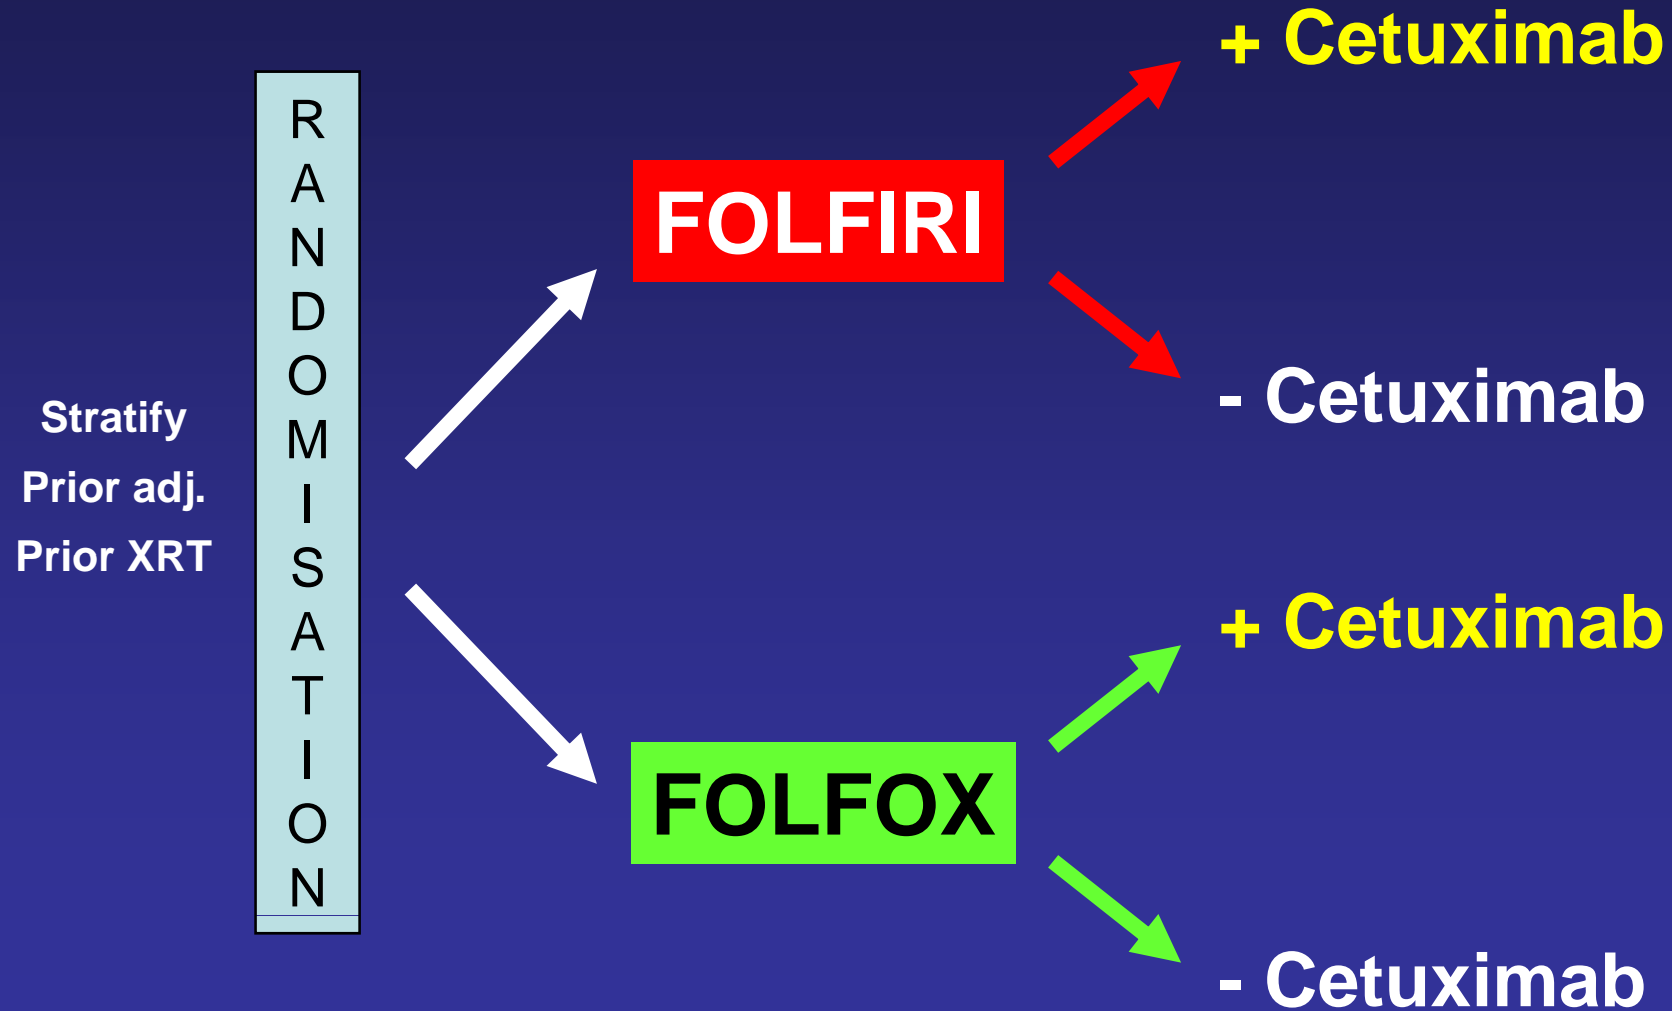 Stratify
Prior adj.
Prior XRT
RANDOMISATION
FOLFIRI
+ Cetuximab
- Cetuximab
FOLFOX
+ Cetuximab
- Cetuximab